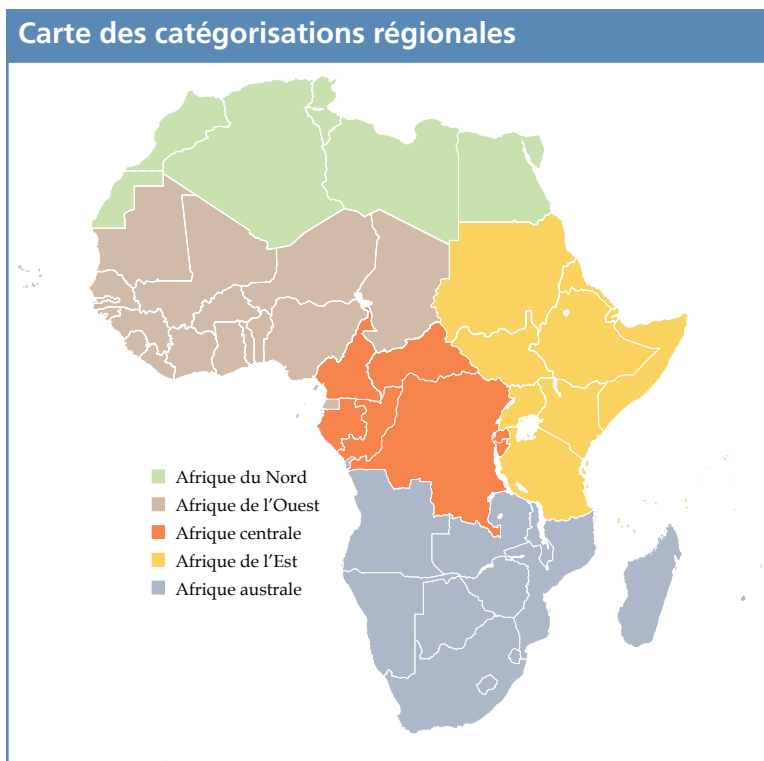 Carte des catégorisations régionales
Afrique du Nord
Afrique de l'Ouest
Afrique centrale
Afrique de l'Est
Afrique australe